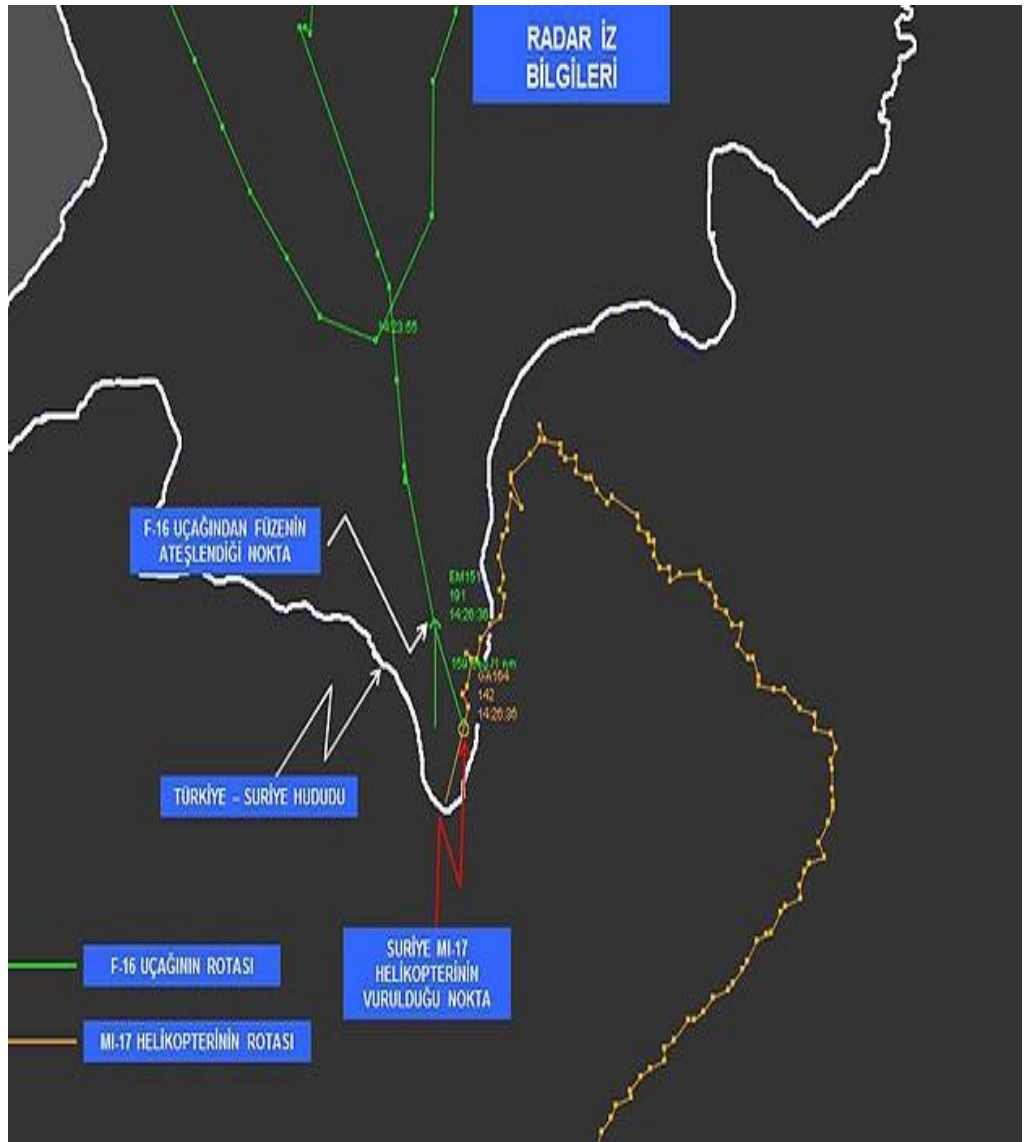 RADAR İZ
BİLGİLERİ
14:23:55
F-16 UÇAĞINDAN FÜZENİN
ATEŞLENDİĞİ NOKTA
EM151
191
14:26:36
142
14:26:36
TÜRKİYE – SURİYE HUDUDU
SURİYE MI-17
HELİKOPTERİNİN
VURULDUĞU NOKTA
F-16 UÇAĞININ ROTASI
MI-17 HELİKOPTERİNİN ROTASI